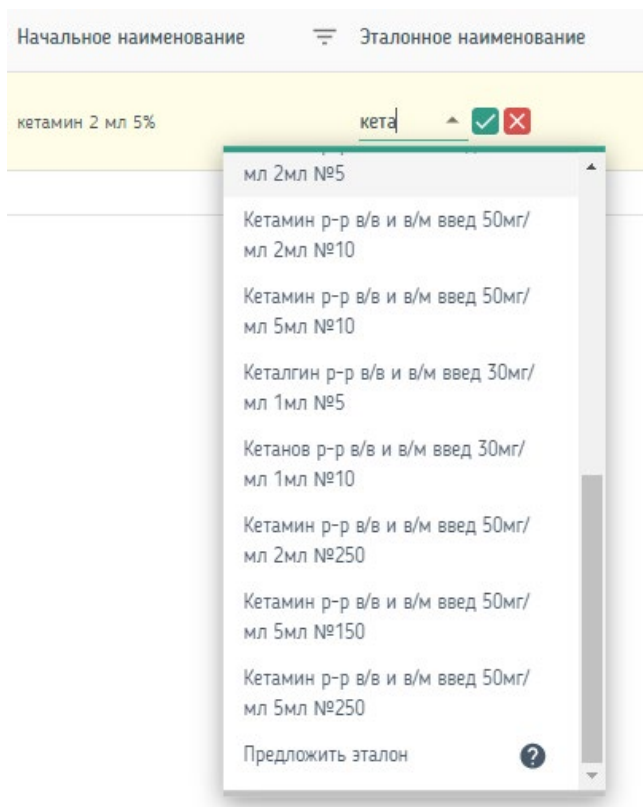 Начальное наименование
Эталонное наименование
кетамин 2 мл 5%
кета
мл 2мл №5
Кетамин р-р в/в и в/м введ 50мг/
мл 2мл №10
Кетамин р-р в/в и в/м введ 50мг/
мл 5мл №10
Кеталгин р-р в/в и в/м введ 30мг/
мл 1мл №5
Кетанов р-р в/в и в/м введ 30мг/
мл 1мл №10
Кетамин р-р в/в и в/м введ 50мг/
мл 2мл №250
Кетамин р-р в/в и в/м введ 50мг/
мл 5мл №150
Кетамин р-р в/в и в/м введ 50мг/
мл 5мл №250
Предложить эталон ?